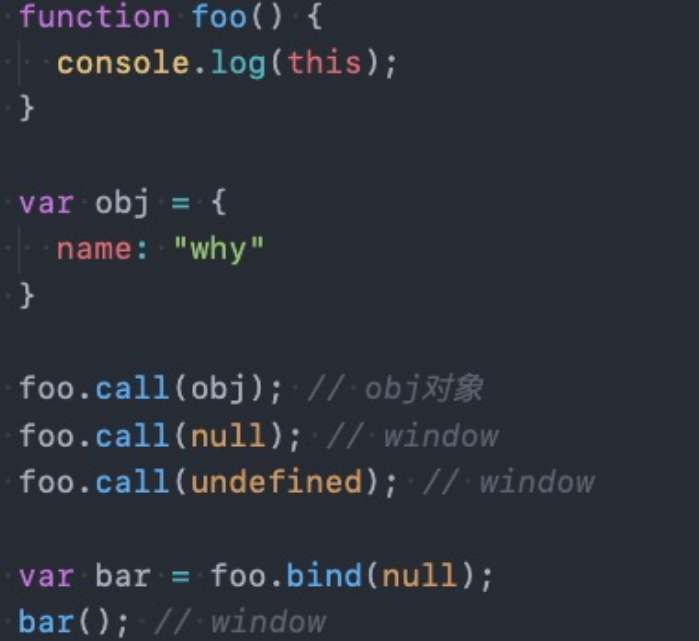 function foo() {
  console.log(this);
}

var obj = {
  name: "why"
}

foo.call(obj); // obj对象
foo.call(null); // window
foo.call(undefined); // window

var bar = foo.bind(null);
bar(); // window